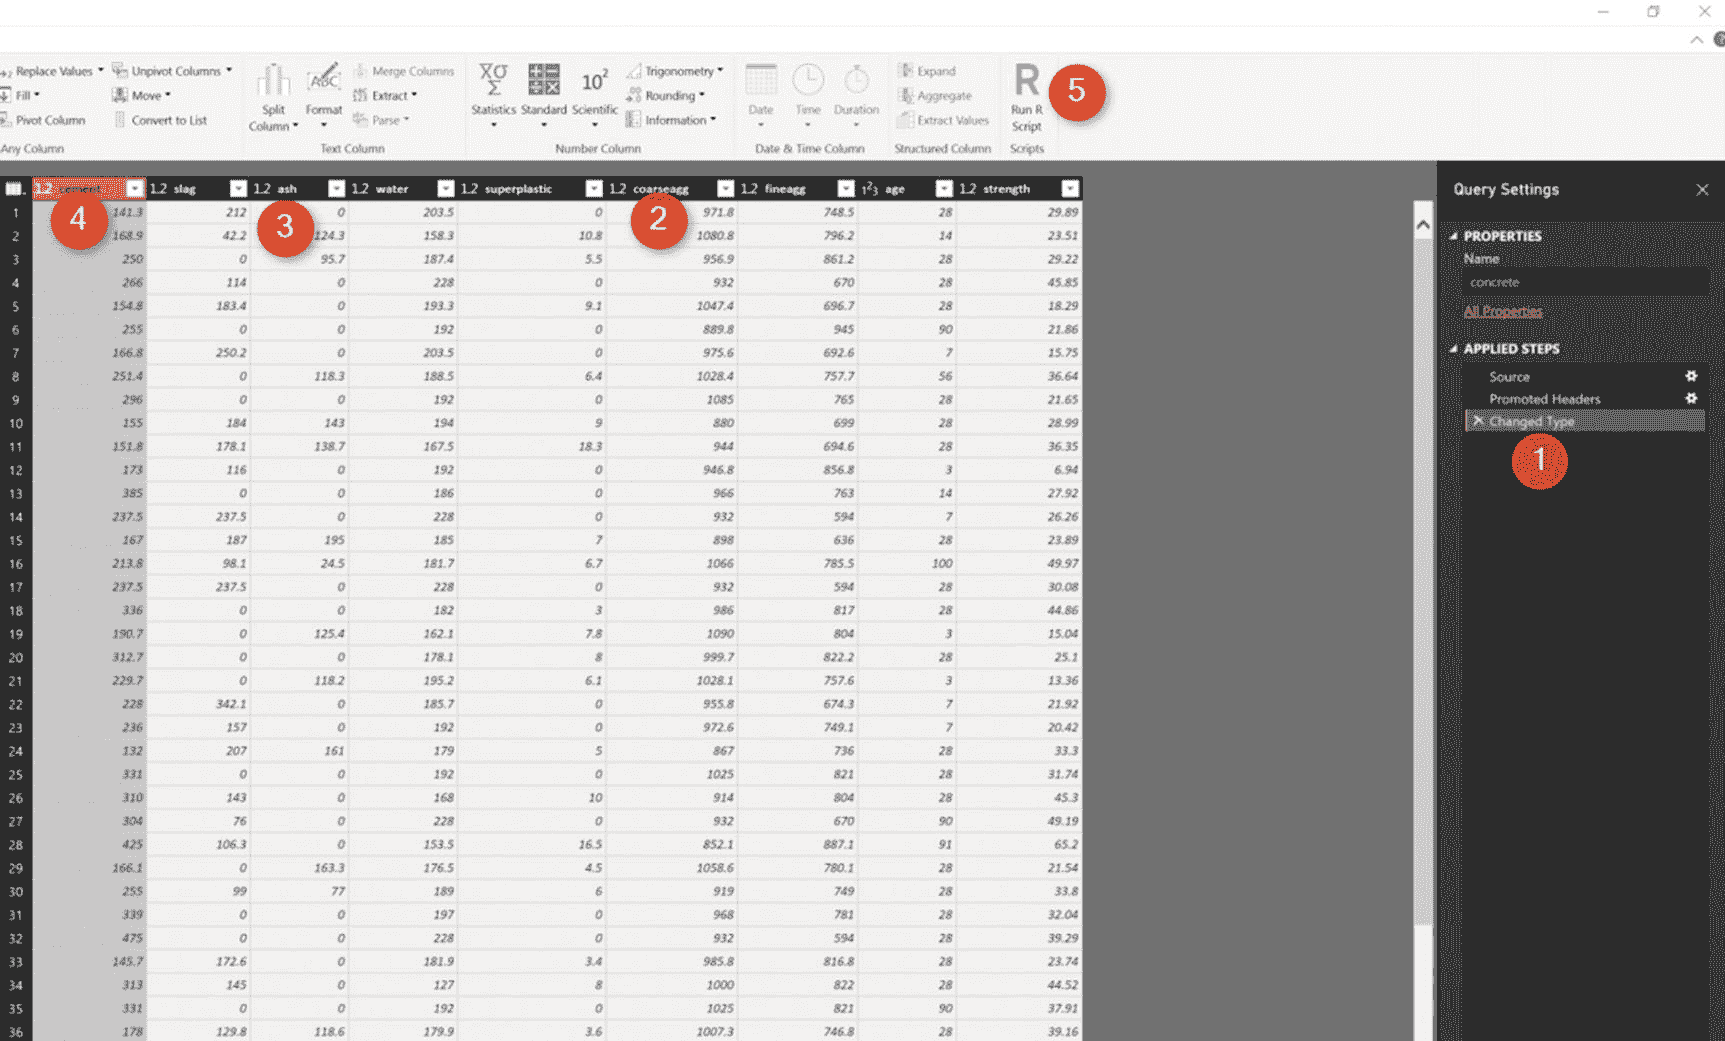 Replace Values Unpivot Columns Merge Columns Trigonometry Expand
Fill Move Split Column Format Extract Statistics Standard 10² Scientific Rounding Date Time Duration Aggregate Run R Script 5
Pivot Column Convert to List Parse Information Extract Values
Any Column Text Column Number Column Date & Time Column Structured Column Scripts
1.2 1.2 slag 1.2 ash 1.2 water 1.2 superplastic 1.2 coarseagg 1.2 fineagg 1²3 age 1.2 strength
4 3 2
1 141.3 212 0 203.5 0 971.8 748.5 28 29.89
2 168.9 42.2 124.3 158.3 10.8 1080.8 796.2 14 23.51
3 250 0 95.7 187.4 5.5 956.9 861.2 28 29.22
4 266 114 0 228 0 932 670 28 45.85
5 154.8 183.4 0 193.3 9.1 1047.4 696.7 28 18.29
6 255 0 0 192 0 889.8 945 90 21.86
7 166.8 250.2 0 203.5 0 975.6 692.6 7 15.75
8 251.4 0 118.3 188.5 6.4 1028.4 757.7 56 36.64
9 296 0 0 192 0 1085 765 28 21.65
10 155 184 143 194 9 880 699 28 28.99
11 151.8 178.1 138.7 167.5 18.3 944 694.6 28 36.35
12 173 116 0 192 0 946.8 856.8 3 6.94
13 385 0 0 186 0 966 763 14 27.92
14 237.5 237.5 0 228 0 932 594 7 26.26
15 167 187 195 185 7 898 636 28 23.89
16 213.8 98.1 24.5 181.7 6.7 1066 785.5 100 49.97
17 237.5 237.5 0 228 0 932 594 28 30.08
18 336 0 0 182 3 986 817 28 44.86
19 190.7 0 125.4 162.1 7.8 1090 804 3 15.04
20 312.7 0 0 178.1 8 999.7 822.2 28 25.1
21 229.7 0 118.2 195.2 6.1 1028.1 757.6 3 13.36
22 228 342.1 0 185.7 0 955.8 674.3 7 21.92
23 236 157 0 192 0 972.6 749.1 7 20.42
24 132 207 161 179 5 867 736 28 33.3
25 331 0 0 192 0 1025 821 28 31.74
26 310 143 0 168 10 914 804 28 45.3
27 304 76 0 228 0 932 670 90 49.19
28 425 106.3 0 153.5 16.5 852.1 887.1 91 65.2
29 166.1 0 163.3 176.5 4.5 1058.6 780.1 28 21.54
30 255 99 77 189 6 919 749 28 33.8
31 339 0 0 197 0 968 781 28 32.04
32 475 0 0 228 0 932 594 28 39.29
33 145.7 172.6 0 181.9 3.4 985.8 816.8 28 23.74
34 313 145 0 127 8 1000 822 28 44.52
35 331 0 0 192 0 1025 821 90 37.91
36 178 129.8 118.6 179.9 3.6 1007.3 746.8 28 39.16
Query Settings
PROPERTIES
Name
concrete
All Properties
APPLIED STEPS
Source
Promoted Headers
Changed Type
1